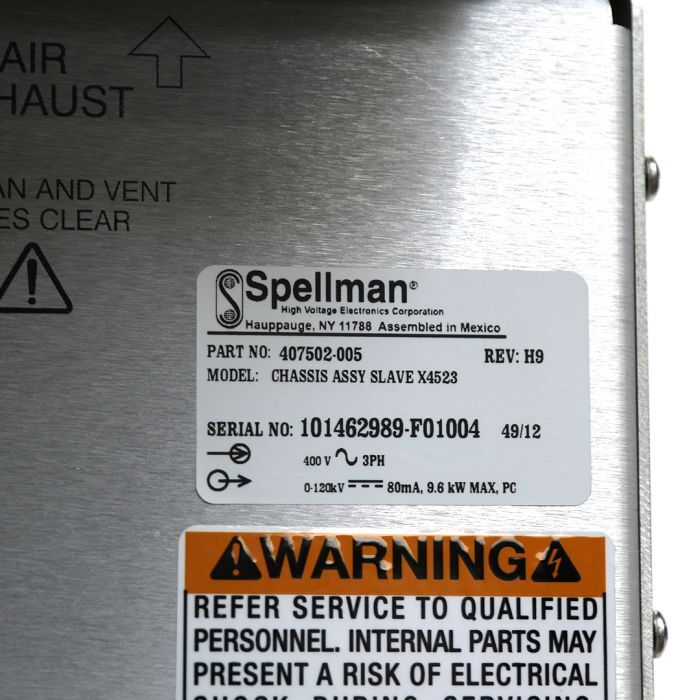 AIR
HAUST
AN AND VENT
ES CLEAR
Spellman®
High Voltage Electronics Corporation
Hauppauge, NY 11788 Assembled in Mexico
PART NO: 407502-005 REV: H9
MODEL: CHASSIS ASSY SLAVE X4523
SERIAL NO: 101462989-F01004 49/12
400 V 3PH
0-120kV 80mA, 9.6 kW MAX, PC
WARNING
REFER SERVICE TO QUALIFIED
PERSONNEL. INTERNAL PARTS MAY
PRESENT A RISK OF ELECTRICAL
SHOCK DURING SERVICING